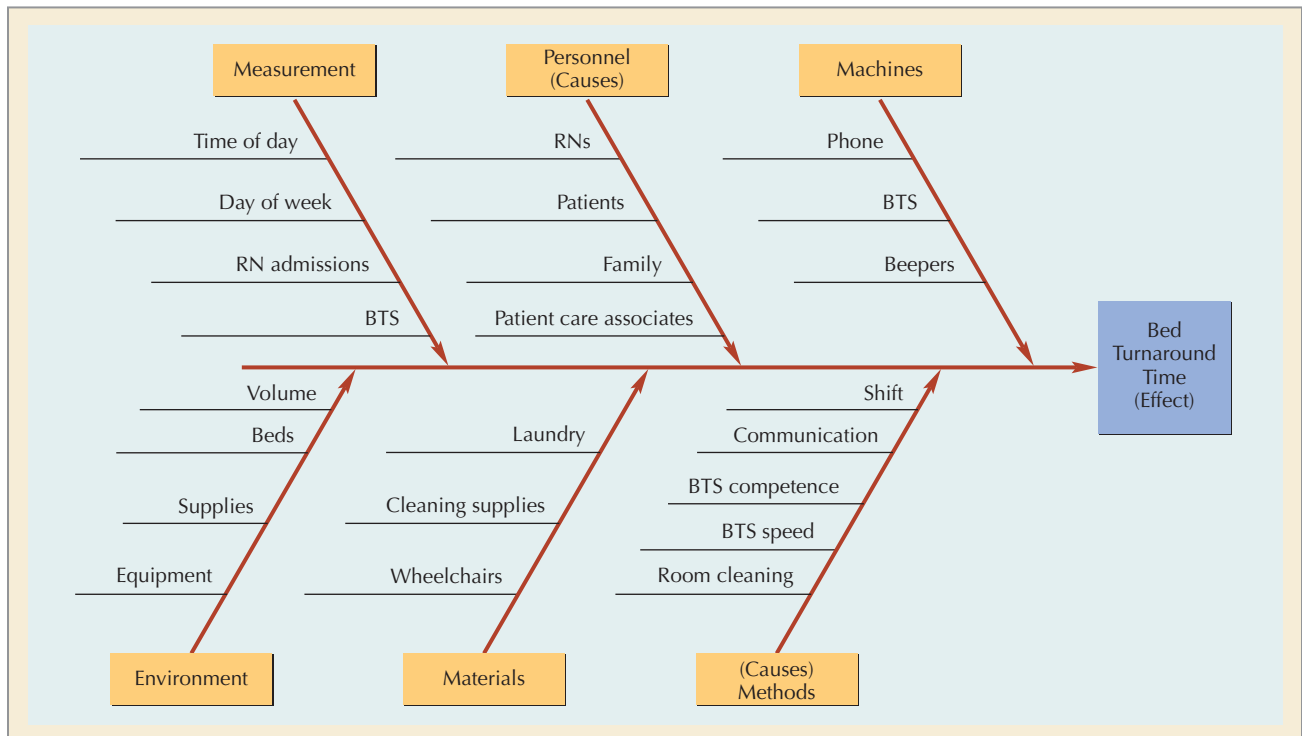 Measurement
Personnel
(Causes)
Machines
Time of day
RNs
Phone
Day of week
Patients
BTS
RN admissions
Family
Beepers
BTS
Patient care associates
Bed
Turnaround
Time
(Effect)
Volume
Shift
Beds
Laundry
Communication
Supplies
Cleaning supplies
BTS competence
BTS speed
Equipment
Wheelchairs
Room cleaning
Environment
Materials
(Causes)
Methods